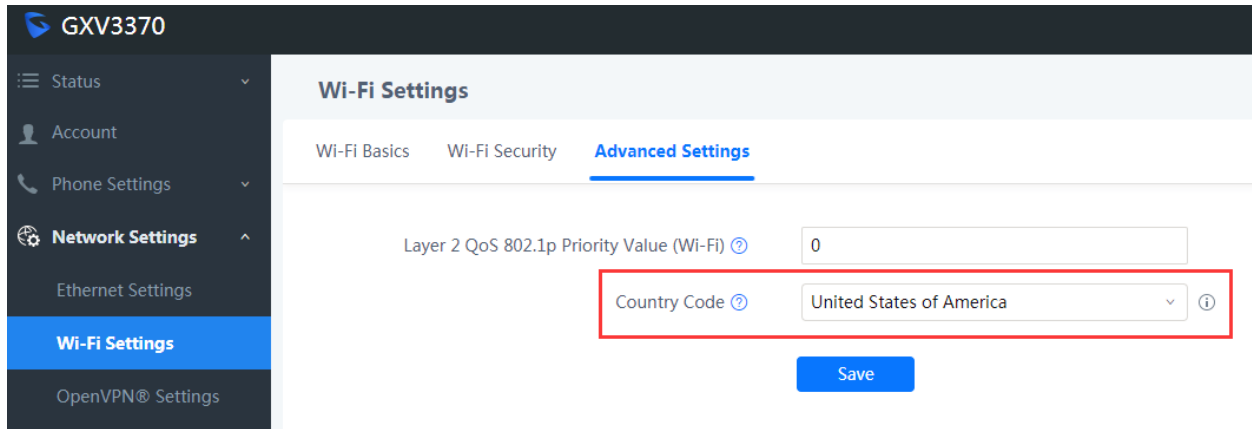 GXV3370
Status
Account
Phone Settings
Network Settings
Ethernet Settings
Wi-Fi Settings
OpenVPN® Settings
Wi-Fi Settings
Wi-Fi Basics Wi-Fi Security Advanced Settings
Layer 2 QoS 802.1p Priority Value (Wi-Fi) ? 0
Country Code ? United States of America i
Save